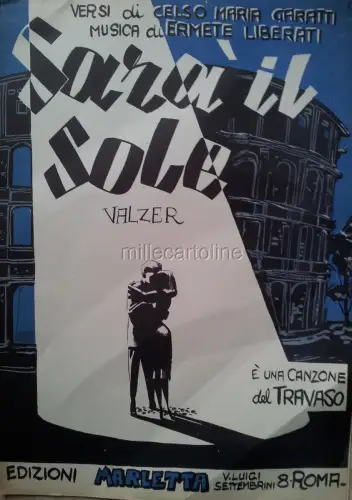 VERSI di CELSO MARIA GARATTI
MUSICA di ERMETE LIBERATI
Sarà il
Sole
VALZER
millecartoline
È UNA CANZONE
del TRAVASO
EDIZIONI MARLETTA V. LUIGI SETTEMBRINI 8-ROMA-